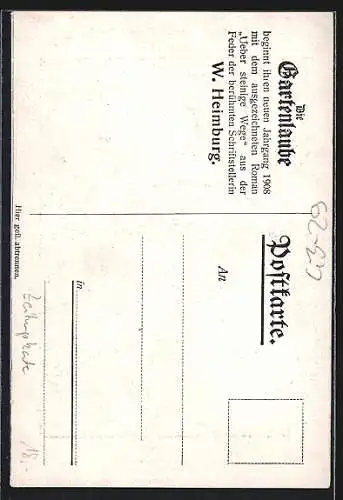 Die
Gartenlaube
beginnt ihren neuen Jahrgang 1908
mit dem ausgezeichneten Roman
„Ueber steinige Wege“ aus der
Feder der berühmten Schriftstellerin
W. Heimburg.
Postkarte.
An
in
Hier gefl. abtrennen.
18.-